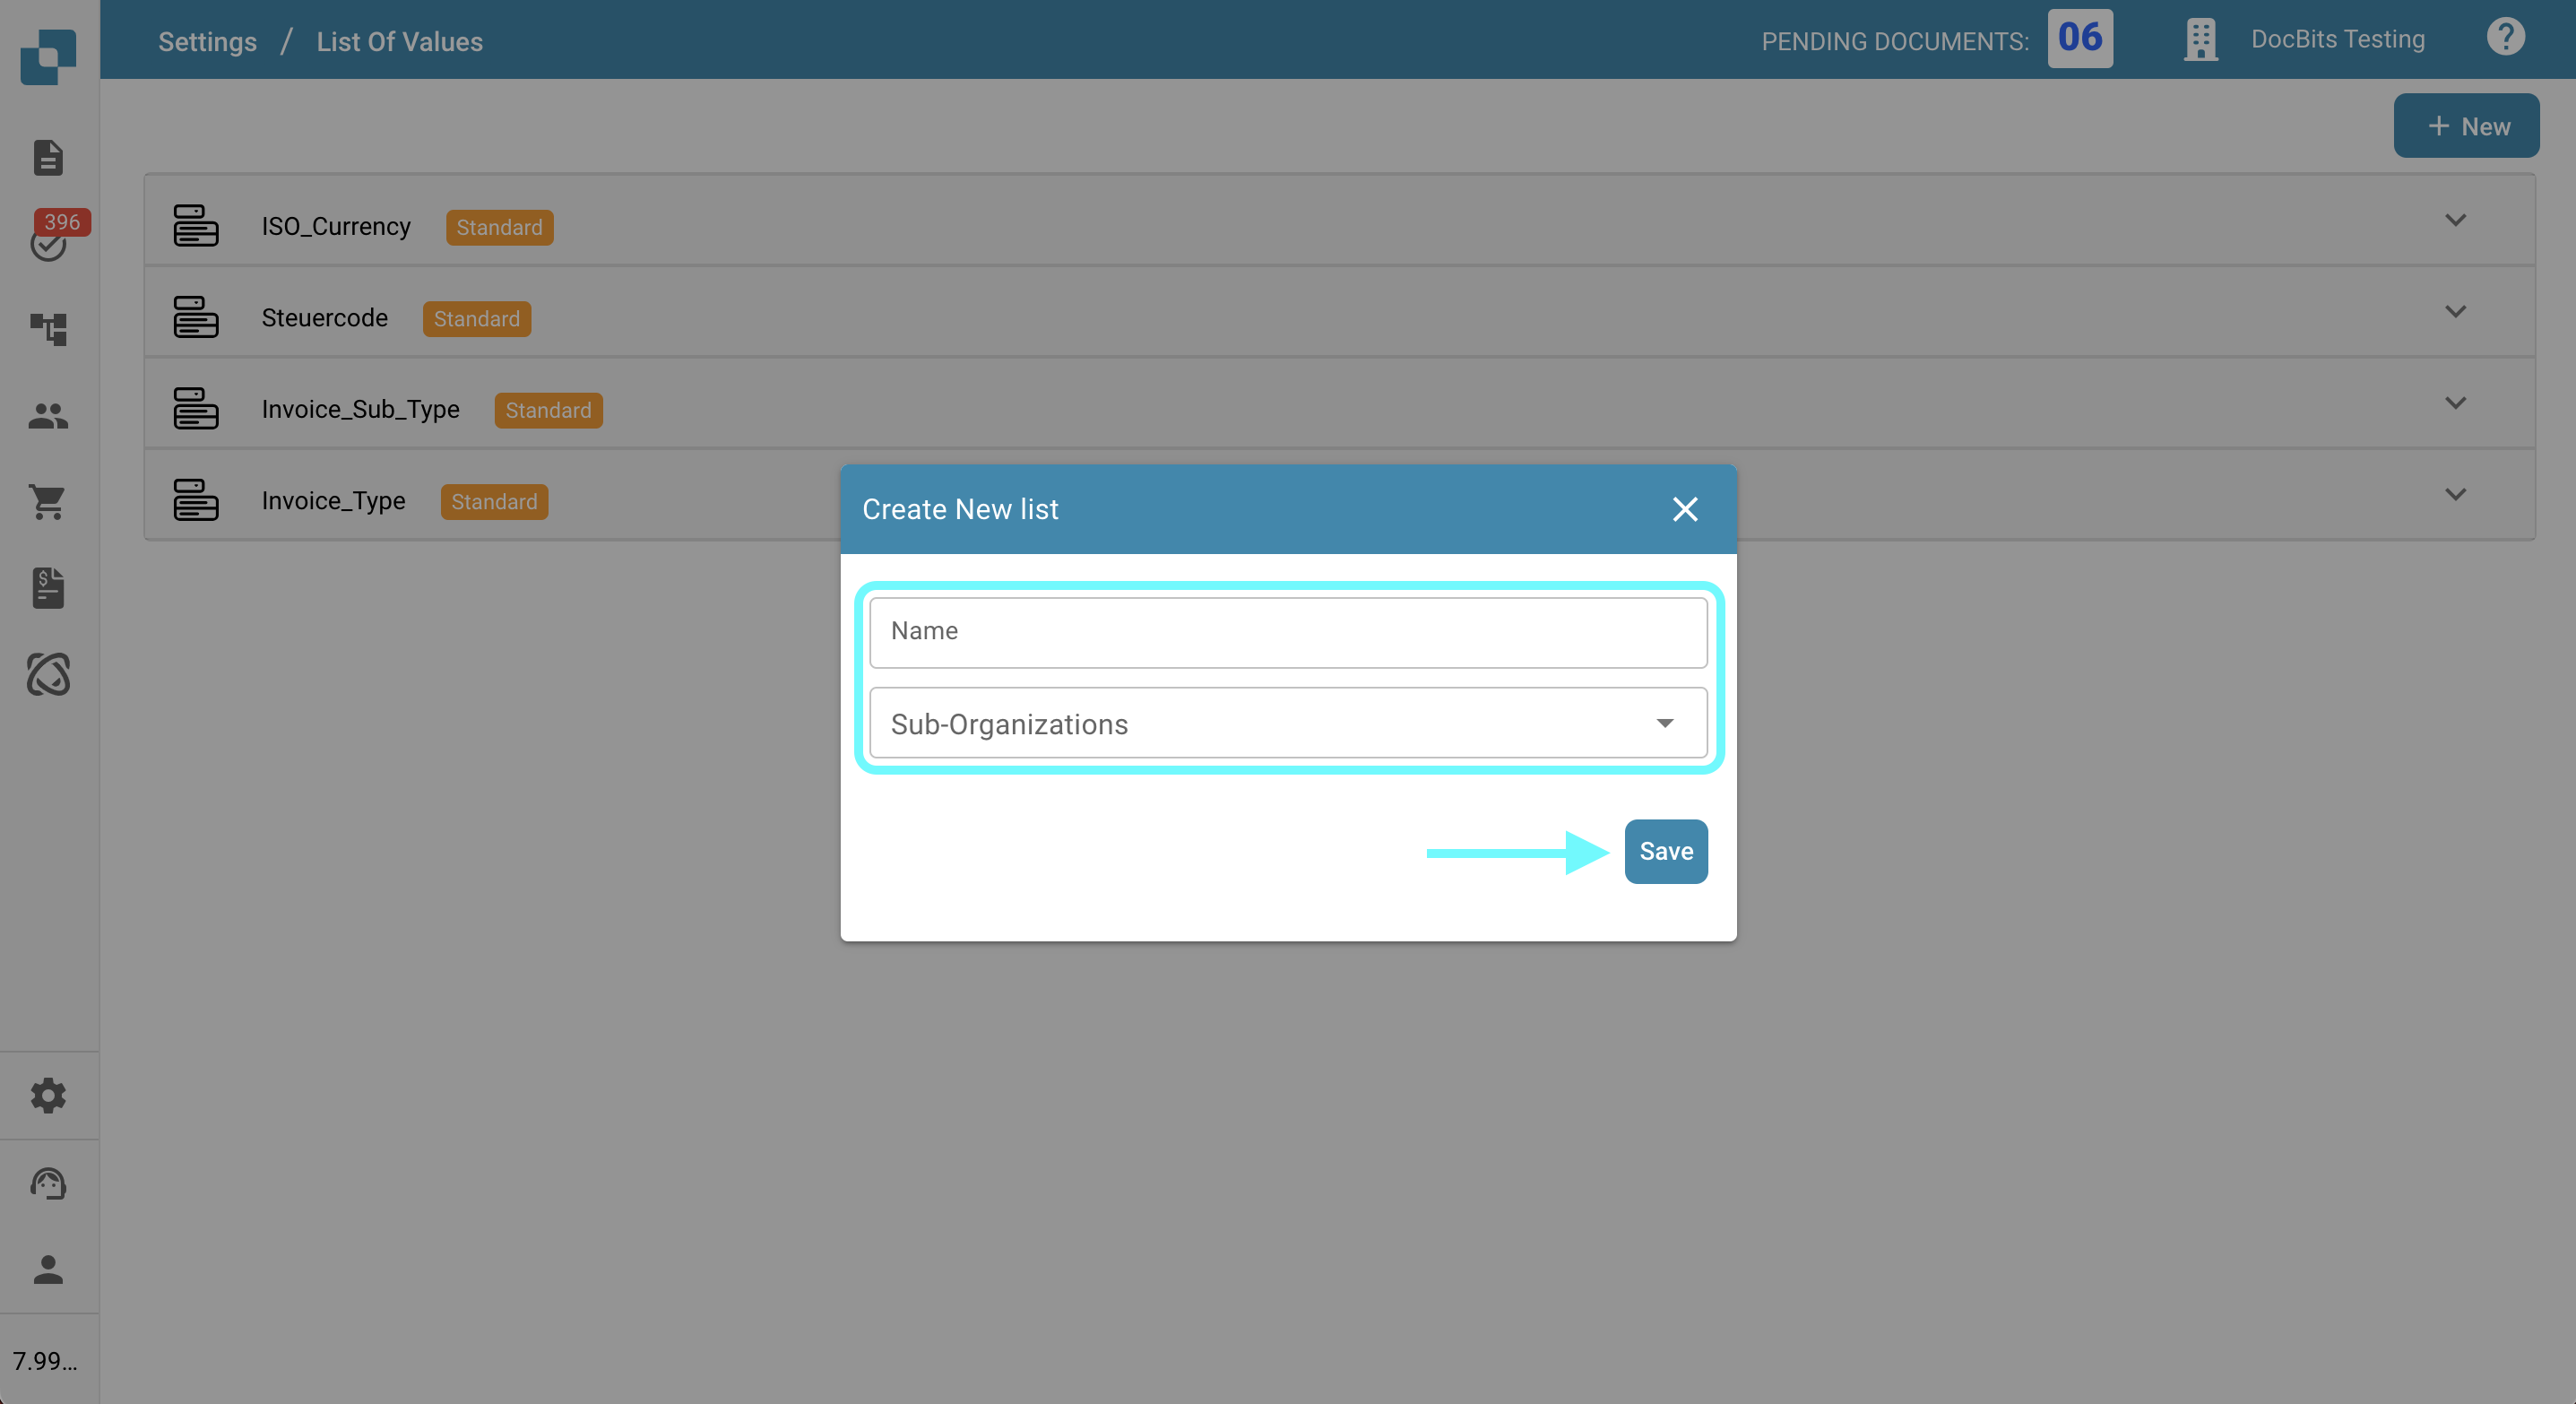 Settings / List Of Values
PENDING DOCUMENTS: 06
DocBits Testing
?
+ New
396
ISO_Currency Standard
Steuercode Standard
Invoice_Sub_Type Standard
Invoice_Type Standard
Create New list
Name
Sub-Organizations
Save
7.99...